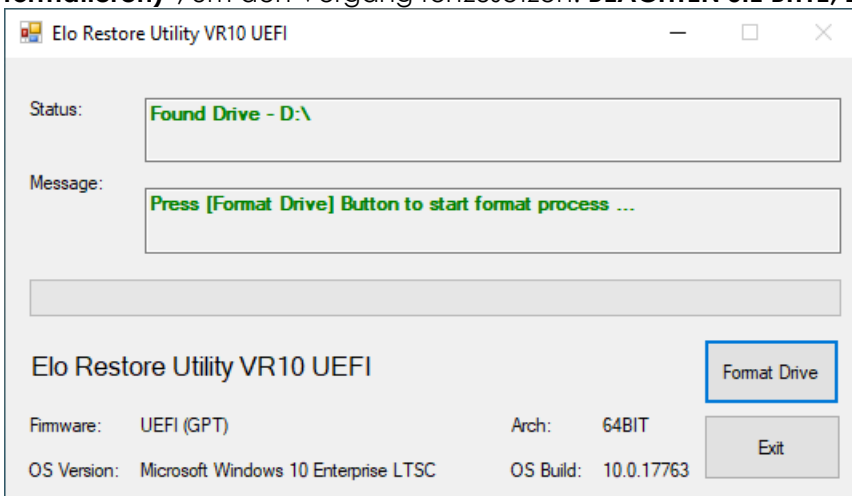 Elo Restore Utility VR10 UEFI
Status:
Found Drive - D:\
Message:
Press [Format Drive] Button to start format process ...
Elo Restore Utility VR10 UEFI
Format Drive
Firmware: UEFI (GPT) Arch: 64BIT
Exit
OS Version: Microsoft Windows 10 Enterprise LTSC OS Build: 10.0.17763